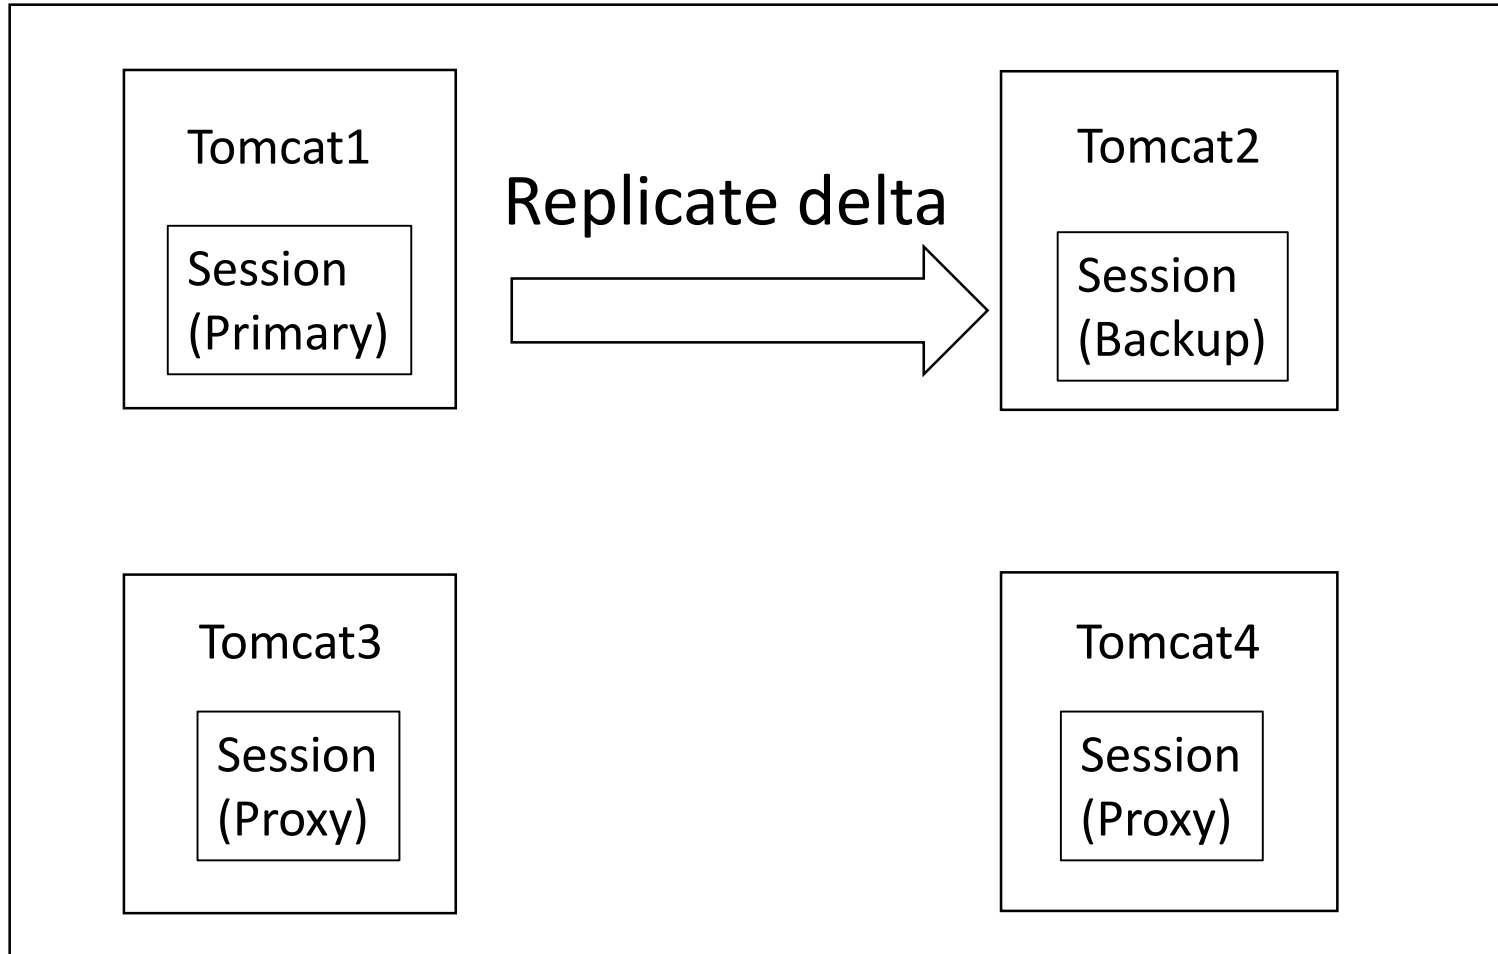 Tomcat1
Session
(Primary)
Replicate delta
Tomcat2
Session
(Backup)
Tomcat3
Session
(Proxy)
Tomcat4
Session
(Proxy)